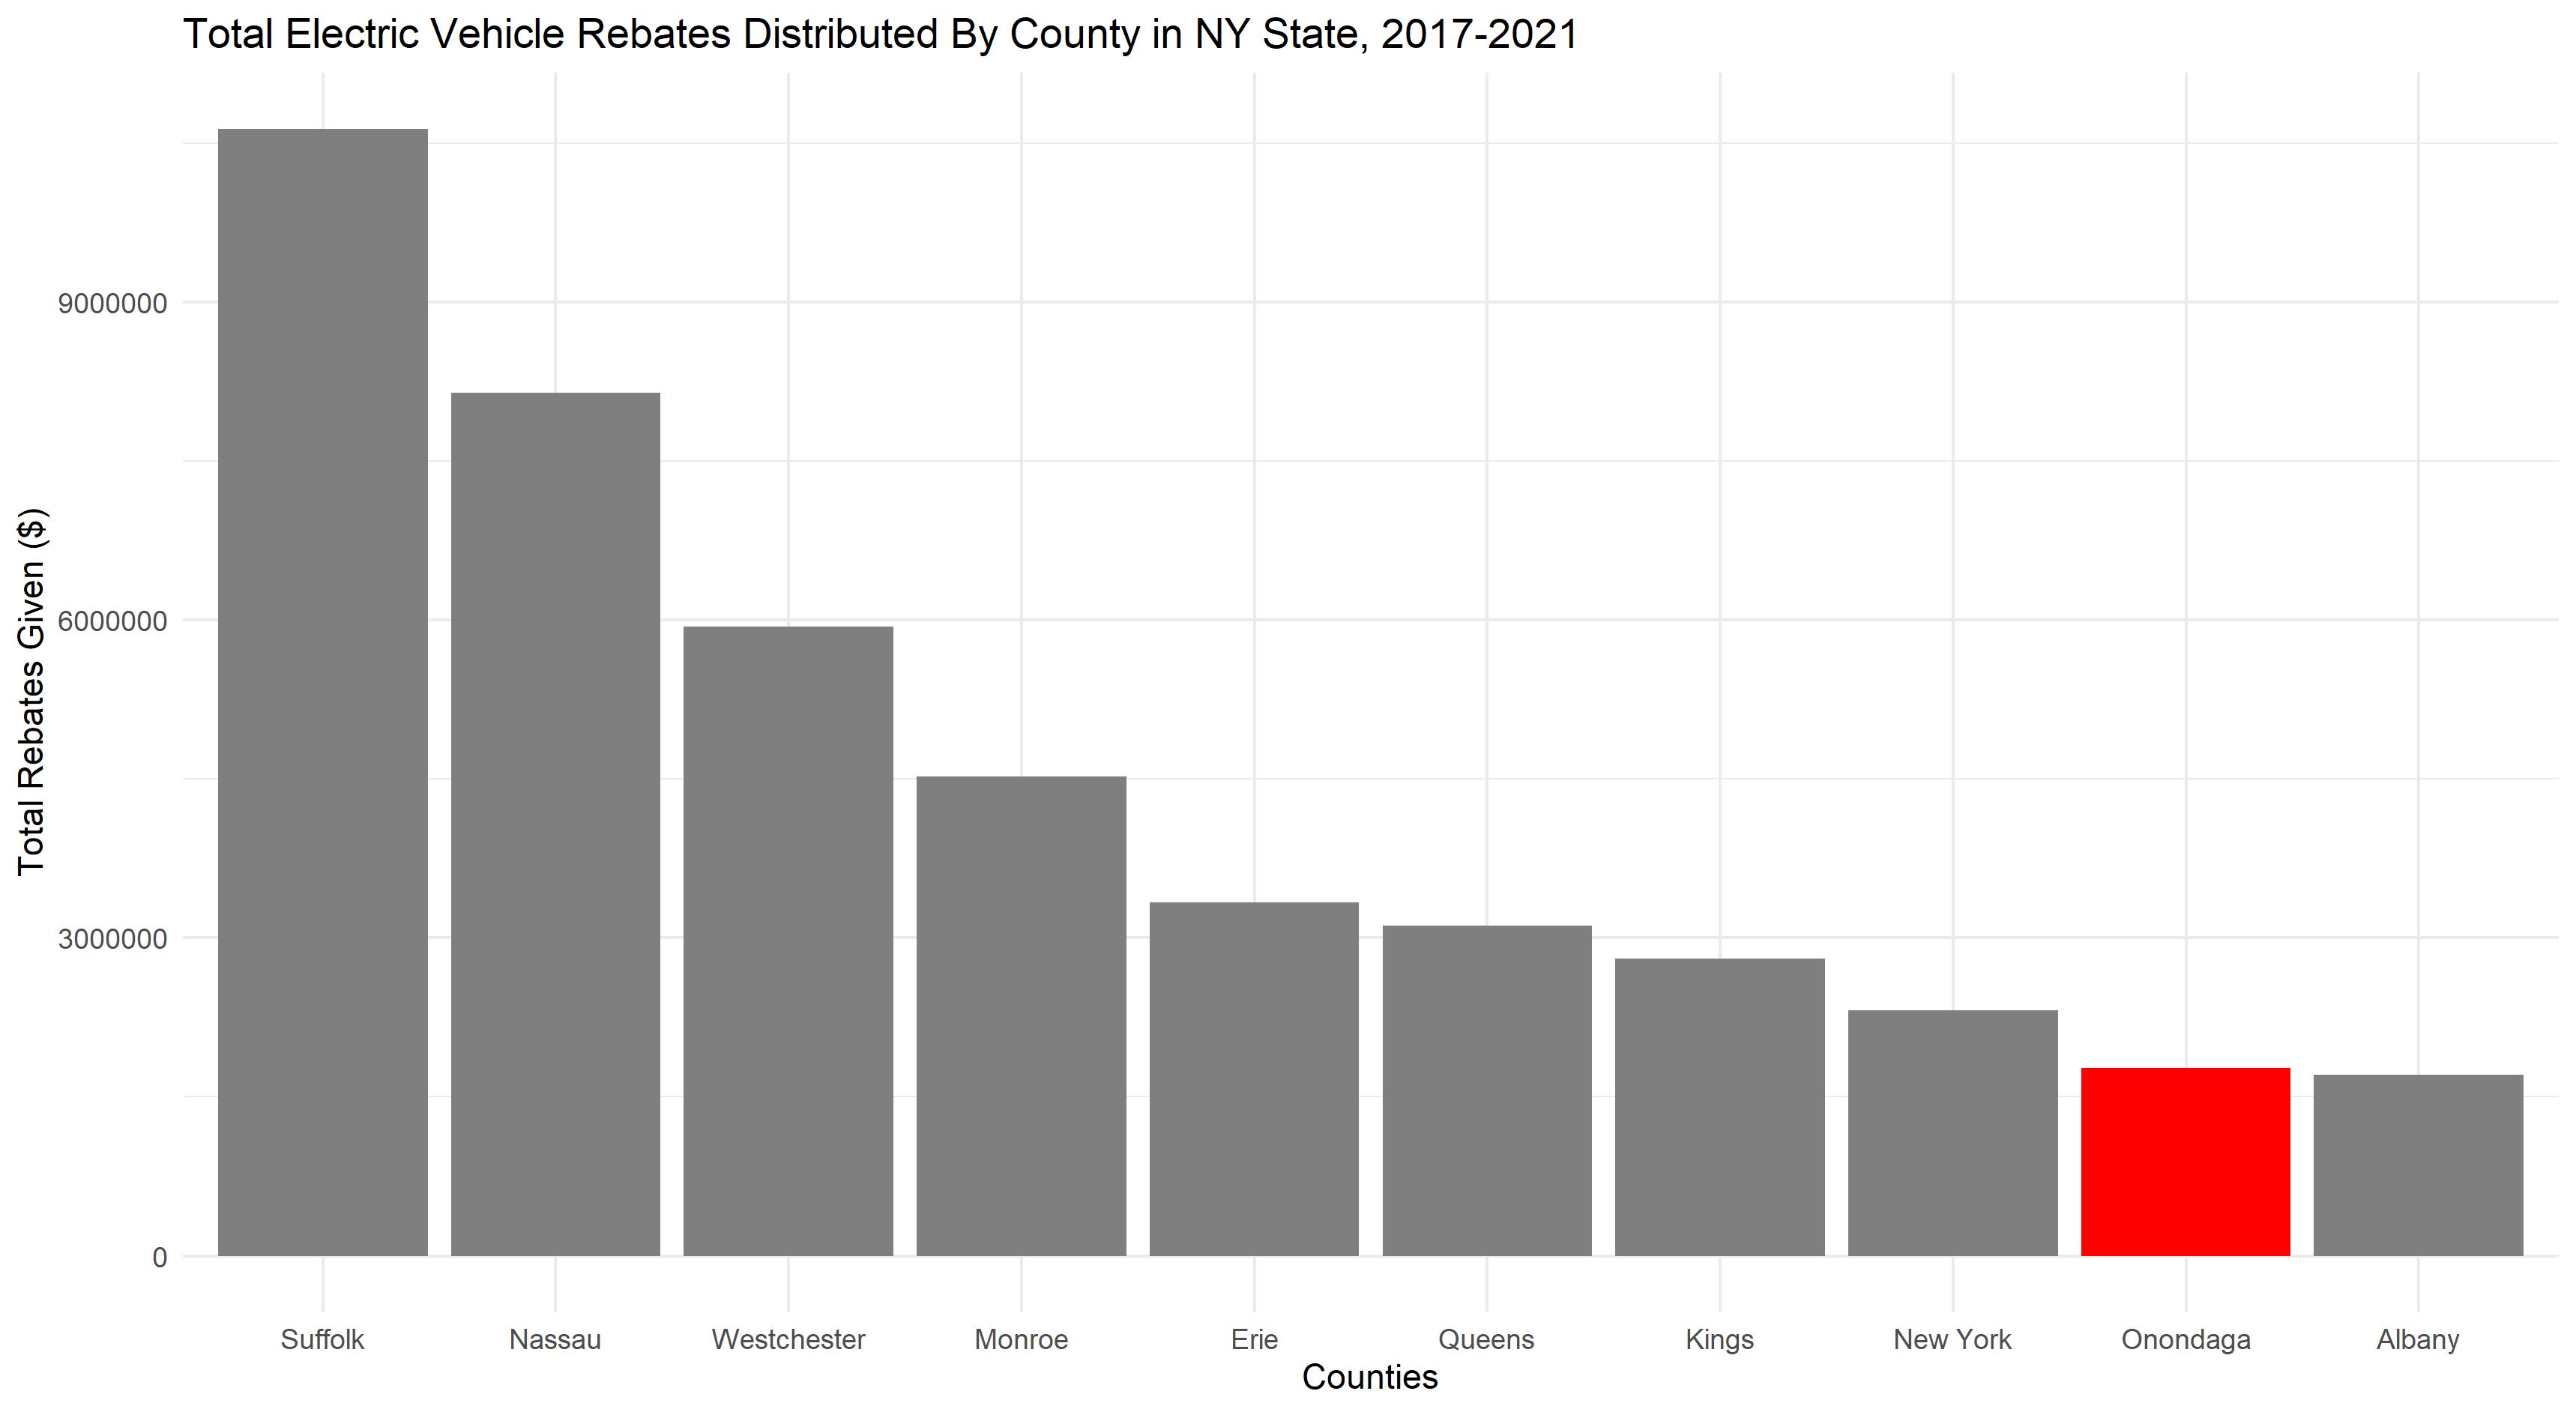 Total Electric Vehicle Rebates Distributed By County in NY State, 2017-2021
Total Rebates Given ($)
9000000
6000000
3000000
0
Suffolk
Nassau
Westchester
Monroe
Erie
Queens
Kings
New York
Onondaga
Albany
Counties